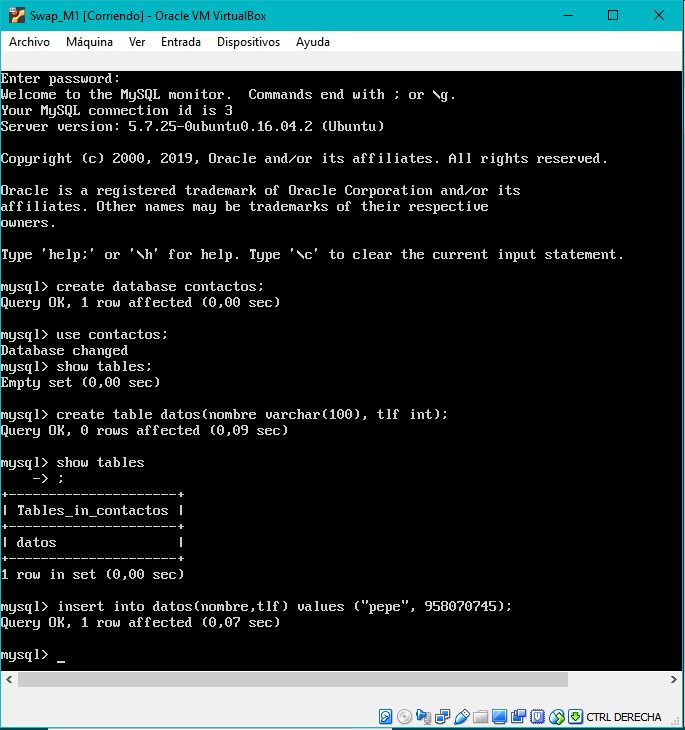 Swap_M1 [Corriendo] - Oracle VM VirtualBox
Archivo Máquina Ver Entrada Dispositivos Ayuda
Enter password:
Welcome to the MySQL monitor.  Commands end with ; or \g.
Your MySQL connection id is 3
Server version: 5.7.25-0ubuntu0.16.04.2 (Ubuntu)
Copyright (c) 2000, 2019, Oracle and/or its affiliates. All rights reserved.
Oracle is a registered trademark of Oracle Corporation and/or its
affiliates. Other names may be trademarks of their respective
owners.
Type 'help;' or '\h' for help. Type '\c' to clear the current input statement.
mysql> create database contactos;
Query OK, 1 row affected (0,00 sec)
mysql> use contactos;
Database changed
mysql> show tables;
Empty set (0,00 sec)
mysql> create table datos(nombre varchar(100), tlf int);
Query OK, 0 rows affected (0,09 sec)
mysql> show tables
    -> ;
+---------------------+
| Tables_in_contactos |
+---------------------+
| datos               |
+---------------------+
1 row in set (0,00 sec)
mysql> insert into datos(nombre,tlf) values ("pepe", 958070745);
Query OK, 1 row affected (0,07 sec)
mysql> _
CTRL DERECHA